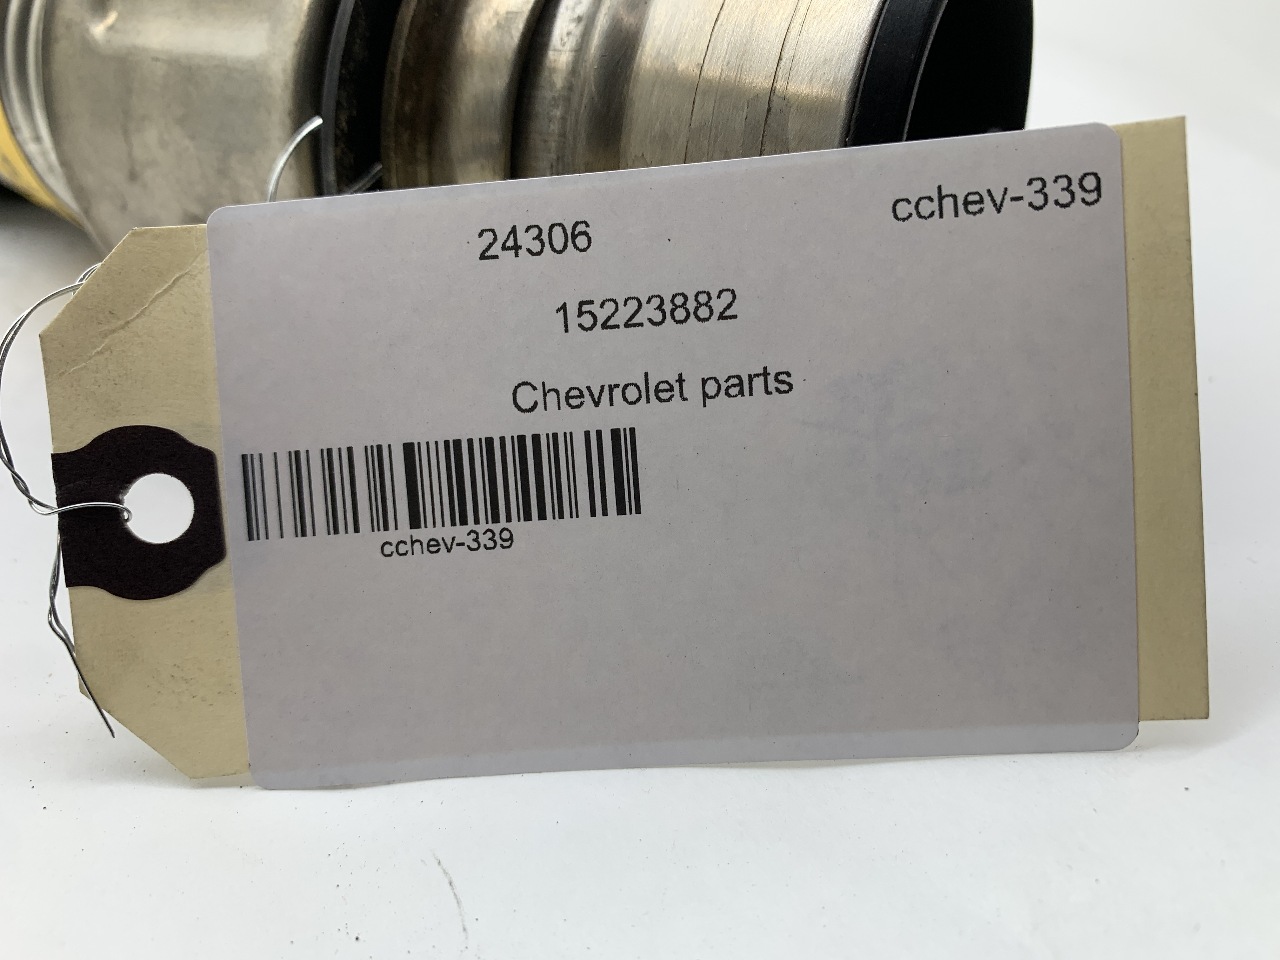 cchev-339
24306
15223882
Chevrolet parts
cchev-339